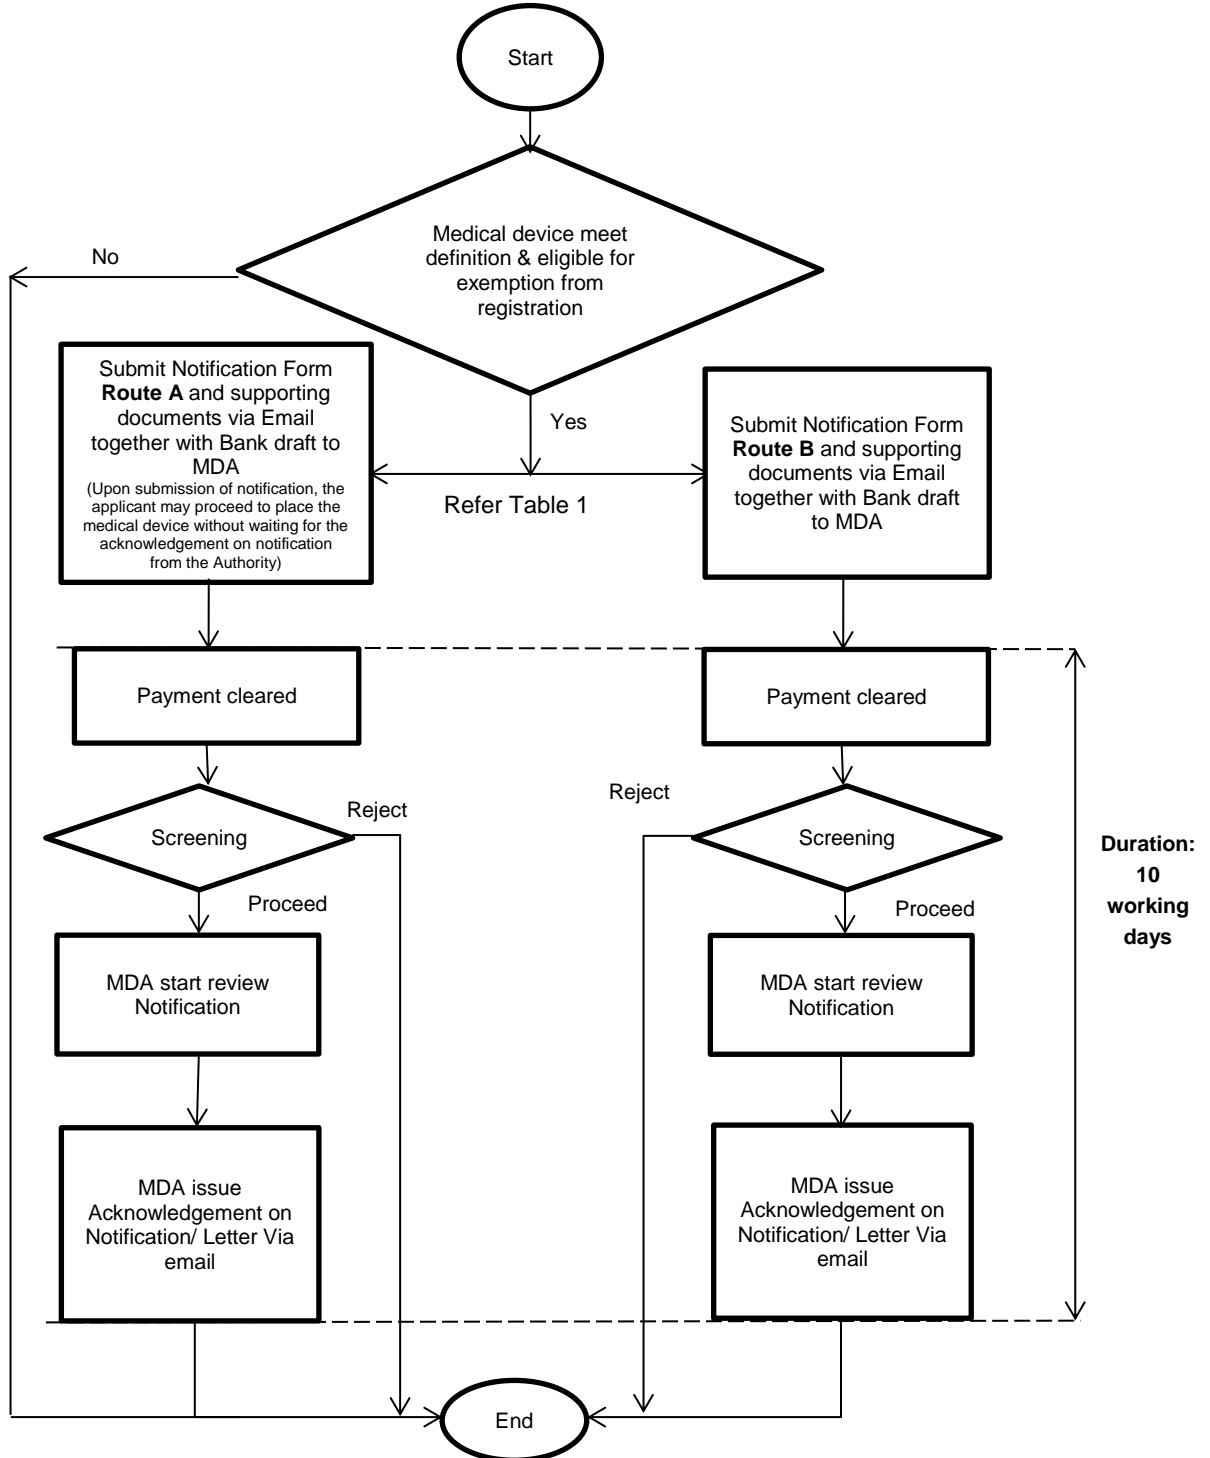 Start
Medical device meet
definition & eligible for
exemption from
registration
No
Yes
Submit Notification Form
Route A and supporting
documents via Email
together with Bank draft to
MDA
(Upon submission of notification, the
applicant may proceed to place the
medical device without waiting for the
acknowledgement on notification
from the Authority)
Refer Table 1
Submit Notification Form
Route B and supporting
documents via Email
together with Bank draft
to MDA
Payment cleared
Payment cleared
Screening
Reject
Reject
Screening
Proceed
Proceed
Duration:
10
working
days
MDA start review
Notification
MDA start review
Notification
MDA issue
Acknowledgement on
Notification/ Letter Via
email
MDA issue
Acknowledgement on
Notification/ Letter Via
email
End